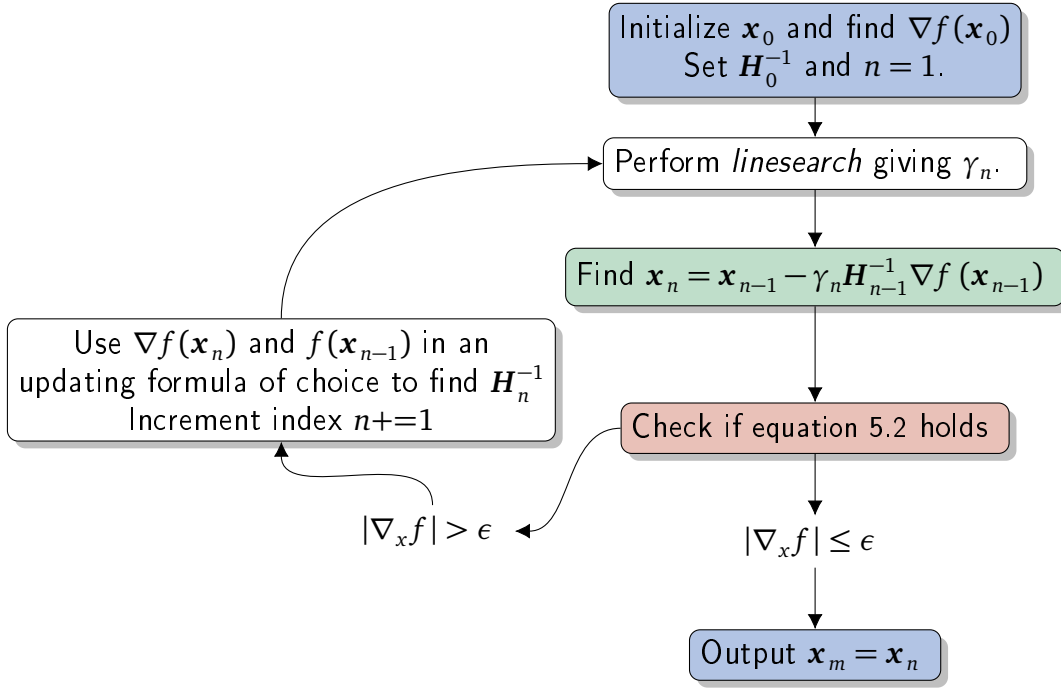 Initialize 𝒙₀ and find ∇f(𝒙₀)
Set 𝑯₀⁻¹ and n = 1.
Perform linesearch giving γₙ.
Find 𝒙ₙ = 𝒙ₙ₋₁ − γₙ𝑯ₙ₋₁⁻¹∇f (𝒙ₙ₋₁)
Use ∇f(𝒙ₙ) and f(𝒙ₙ₋₁) in an
updating formula of choice to find 𝑯ₙ⁻¹
Increment index n+=1
Check if equation 5.2 holds
|∇ₓf| > ϵ
|∇ₓf| ≤ ϵ
Output 𝒙ₘ = 𝒙ₙ